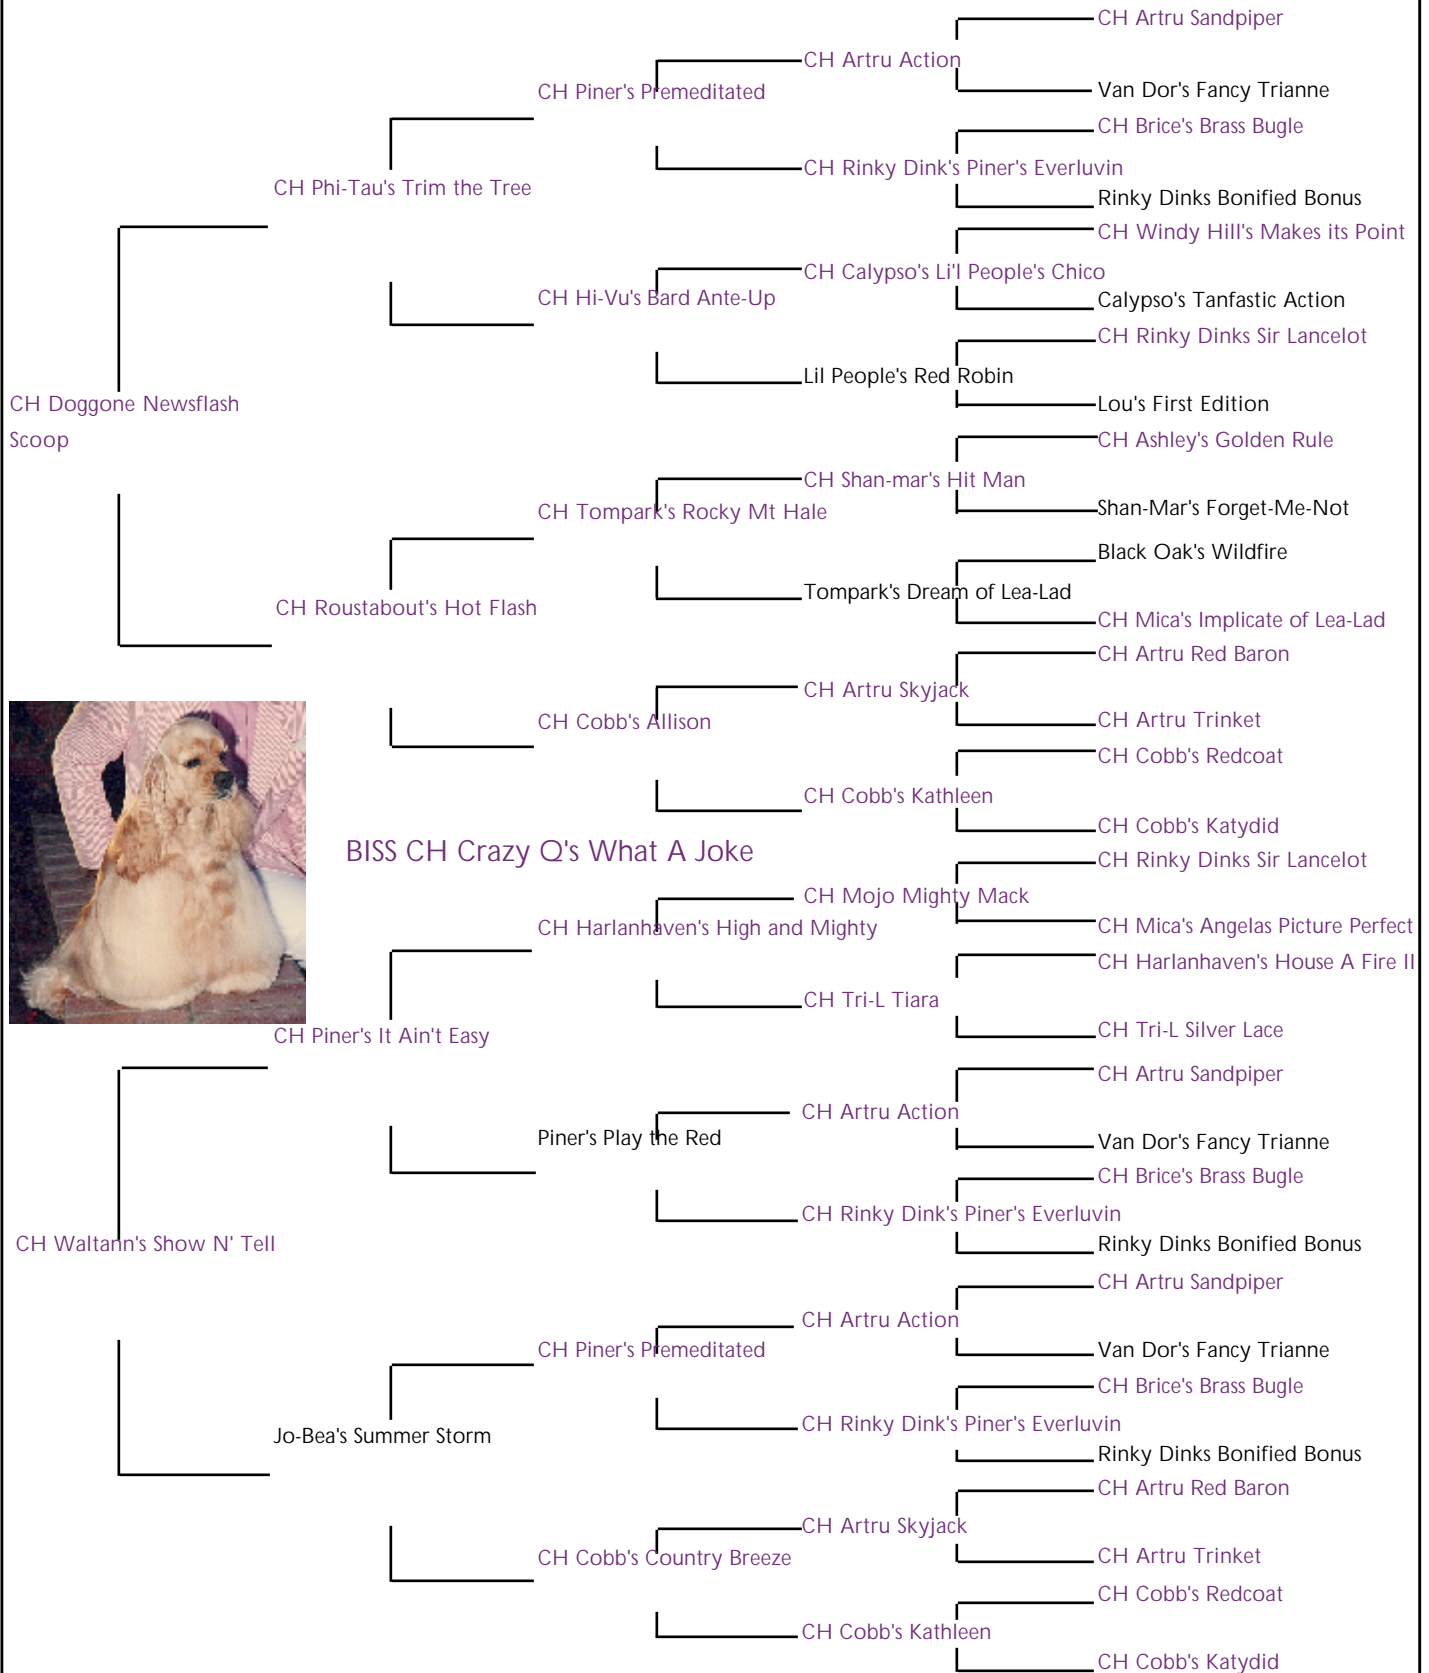 CH Artru Sandpiper
CH Artru Action
CH Piner's Premeditated
Van Dor's Fancy Trianne
CH Brice's Brass Bugle
CH Rinky Dink's Piner's Everluvin
CH Phi-Tau's Trim the Tree
Rinky Dinks Bonified Bonus
CH Windy Hill's Makes its Point
CH Calypso's Li'l People's Chico
CH Hi-Vu's Bard Ante-Up
Calypso's Tanfastic Action
CH Rinky Dinks Sir Lancelot
Lil People's Red Robin
CH Doggone Newsflash
Scoop
Lou's First Edition
CH Ashley's Golden Rule
CH Shan-mar's Hit Man
CH Tompark's Rocky Mt Hale
Shan-Mar's Forget-Me-Not
Black Oak's Wildfire
Tompark's Dream of Lea-Lad
CH Roustabout's Hot Flash
CH Mica's Implicate of Lea-Lad
CH Artru Red Baron
CH Artru Skyjack
CH Cobb's Allison
CH Artru Trinket
CH Cobb's Redcoat
CH Cobb's Kathleen
CH Cobb's Katydid
BISS CH Crazy Q's What A Joke
CH Rinky Dinks Sir Lancelot
CH Mojo Mighty Mack
CH Harlanhaven's High and Mighty
CH Mica's Angelas Picture Perfect
CH Harlanhaven's House A Fire II
CH Tri-L Tiara
CH Piner's It Ain't Easy
CH Tri-L Silver Lace
CH Artru Sandpiper
CH Artru Action
Piner's Play the Red
Van Dor's Fancy Trianne
CH Brice's Brass Bugle
CH Rinky Dink's Piner's Everluvin
CH Waltann's Show N' Tell
Rinky Dinks Bonified Bonus
CH Artru Sandpiper
CH Artru Action
CH Piner's Premeditated
Van Dor's Fancy Trianne
CH Brice's Brass Bugle
CH Rinky Dink's Piner's Everluvin
Jo-Bea's Summer Storm
Rinky Dinks Bonified Bonus
CH Artru Red Baron
CH Artru Skyjack
CH Cobb's Country Breeze
CH Artru Trinket
CH Cobb's Redcoat
CH Cobb's Kathleen
CH Cobb's Katydid